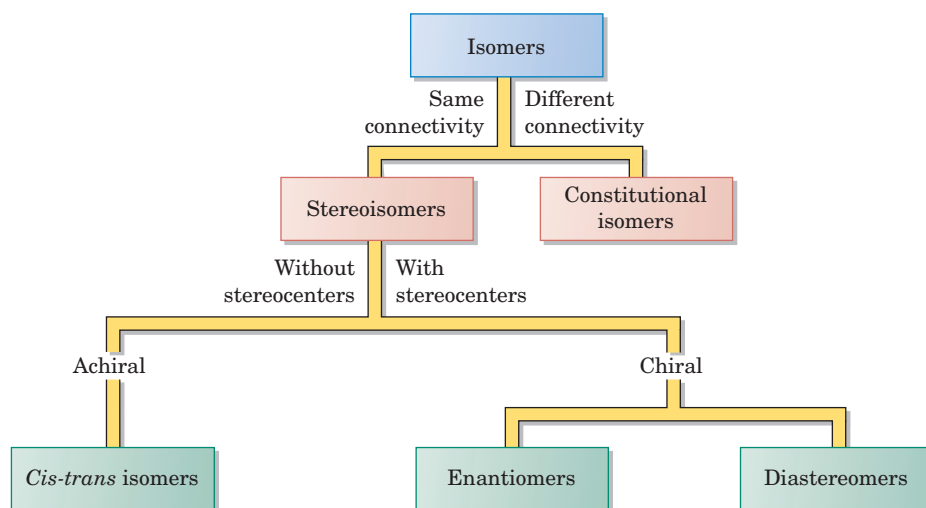 Isomers
Same
connectivity
Different
connectivity
Stereoisomers
Constitutional
isomers
Without
stereocenters
With
stereocenters
Achiral
Chiral
Cis-trans isomers
Enantiomers
Diastereomers